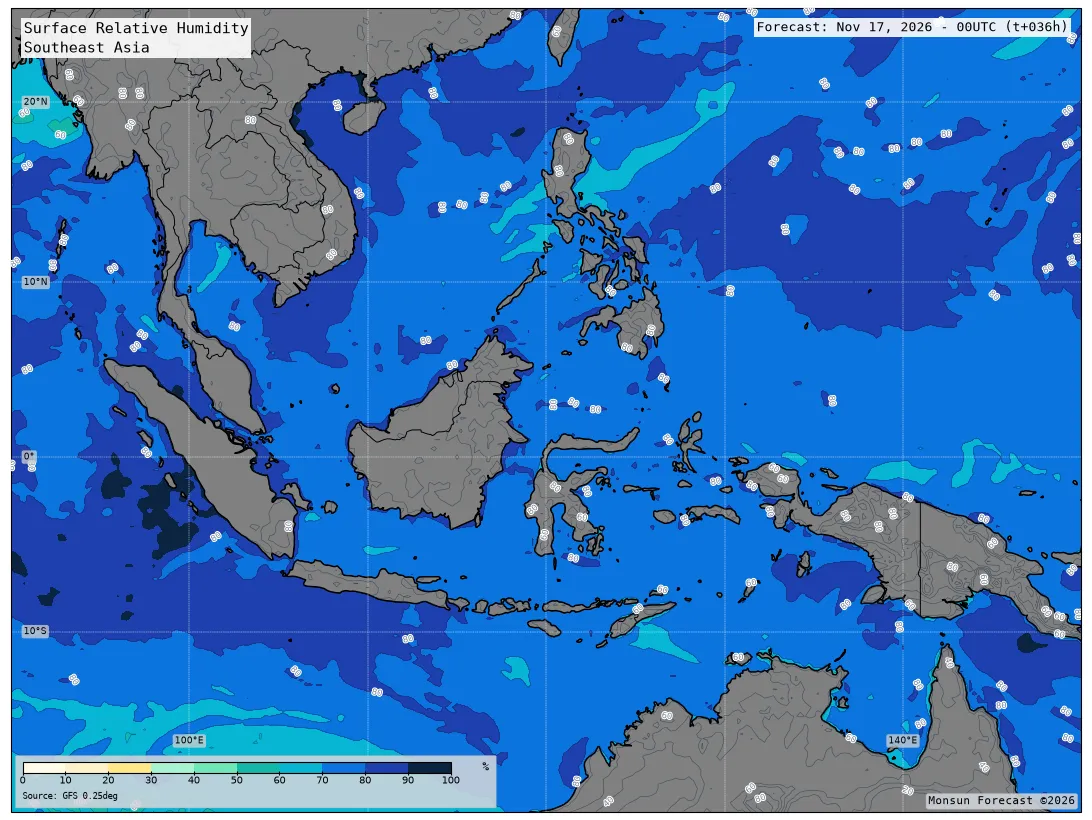 Surface Relative Humidity
Southeast Asia
Forecast: Nov 17, 2026 - 00UTC (t+036h)
20°N
10°N
0°
10°S
100°E
140°E
0 10 20 30 40 50 60 70 80 90 100
%
Source: GFS 0.25deg
Monsun Forecast ©2026